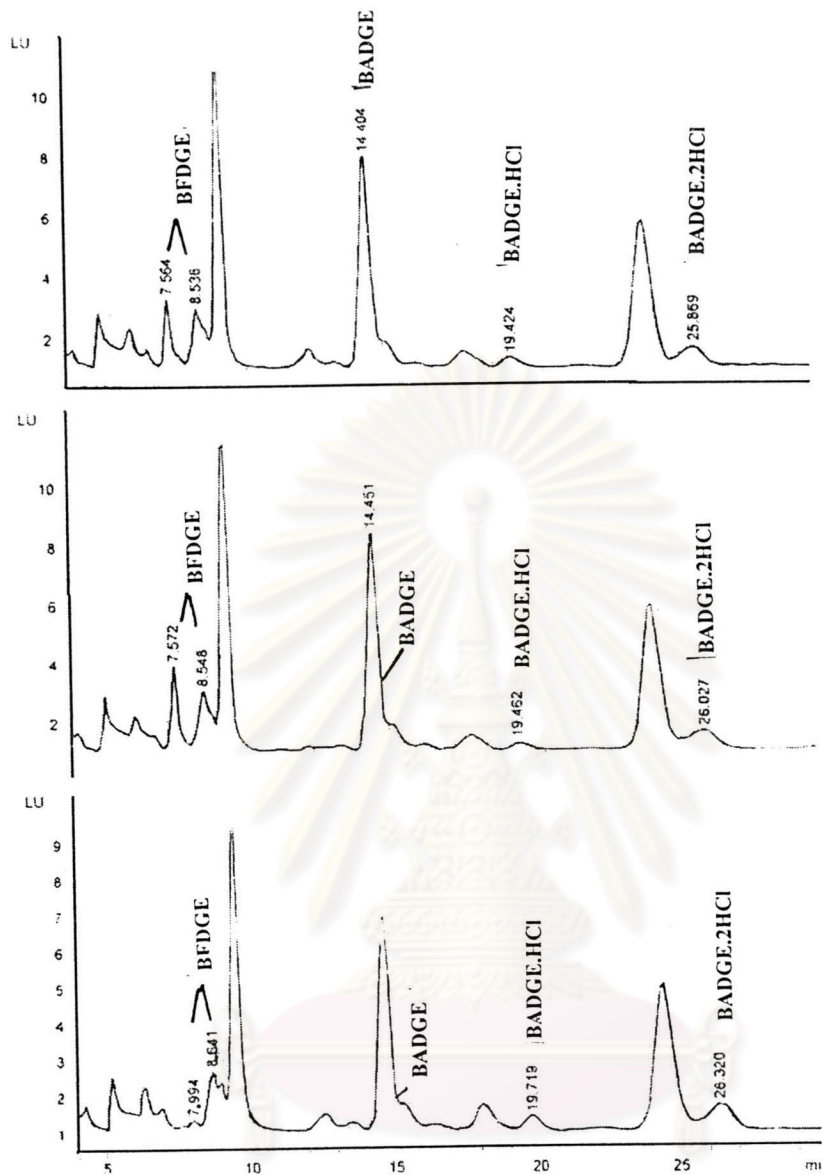 LU
10
8
6
4
2
BFDGE
7.564
8.536
BADGE
14.404
BADGE.HCl
19.424
BADGE.2HCl
25.869
LU
10
8
6
4
2
BFDGE
7.572
8.548
14.451
BADGE
BADGE.HCl
19.462
BADGE.2HCl
26.027
LU
9
8
7
6
5
4
3
2
1
BFDGE
7.994
8.641
BADGE
BADGE.HCl
19.719
BADGE.2HCl
26.320
5
10
15
20
25